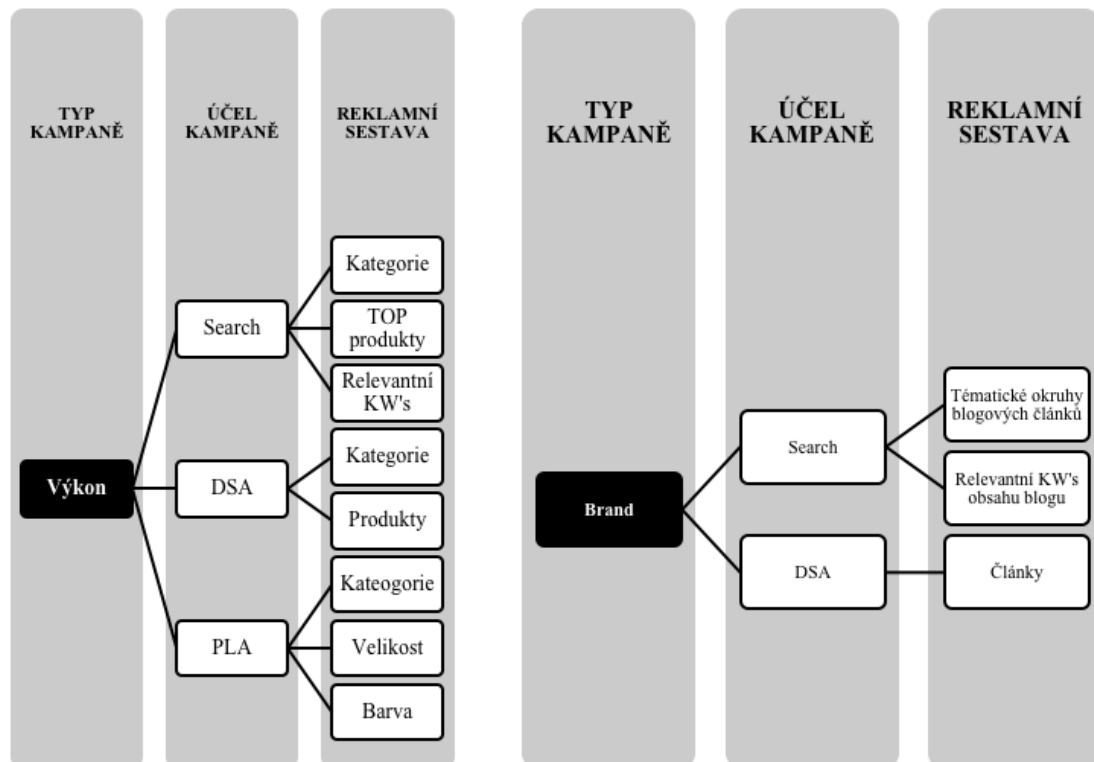 TYP
KAMPANĚ
ÚČEL
KAMPANĚ
REKLAMNÍ
SESTAVA
Výkon
Search
Kategorie
TOP
produkty
Relevantní
KW's
DSA
Kategorie
Produkty
PLA
Kateogorie
Velikost
Barva
TYP
KAMPANĚ
ÚČEL
KAMPANĚ
REKLAMNÍ
SESTAVA
Brand
Search
Tématické okruhy
blogových článků
Relevantní KW's
obsahu blogu
DSA
Články